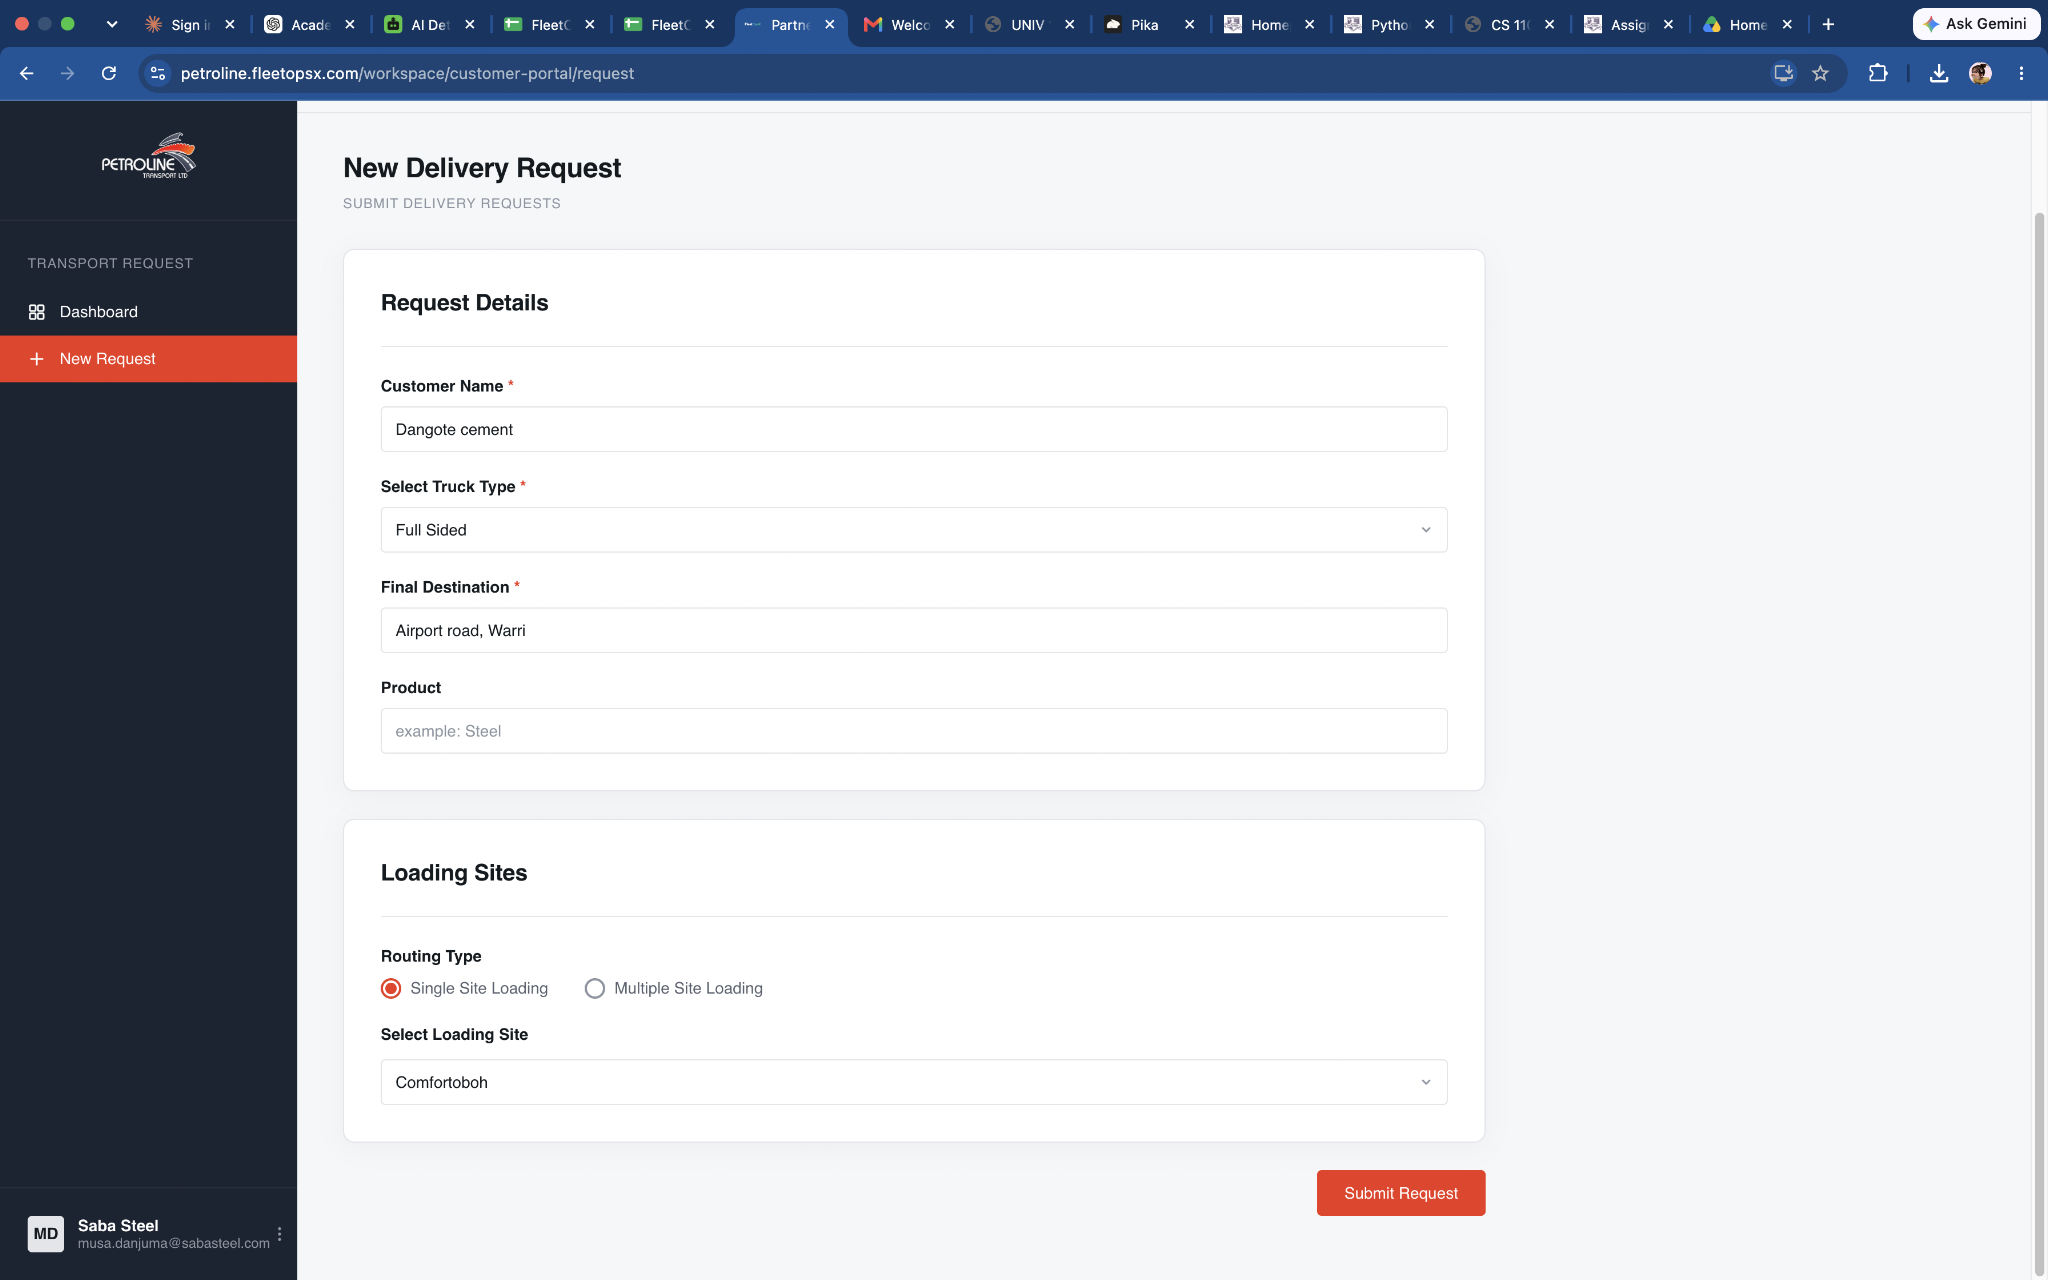 Sign i
Acade
AI Det
FleetO
FleetO
Partne
Welco
UNIV
Pika
Home
Pytho
CS 110
Assig
Home
Ask Gemini
petroline.fleetopsx.com/workspace/customer-portal/request
PETROLINE
TRANSPORT LTD
TRANSPORT REQUEST
Dashboard
New Request
New Delivery Request
SUBMIT DELIVERY REQUESTS
Request Details
Customer Name *
Dangote cement
Select Truck Type *
Full Sided
Final Destination *
Airport road, Warri
Product
example: Steel
Loading Sites
Routing Type
Single Site Loading
Multiple Site Loading
Select Loading Site
Comfortoboh
Submit Request
MD
Saba Steel
musa.danjuma@sabasteel.com